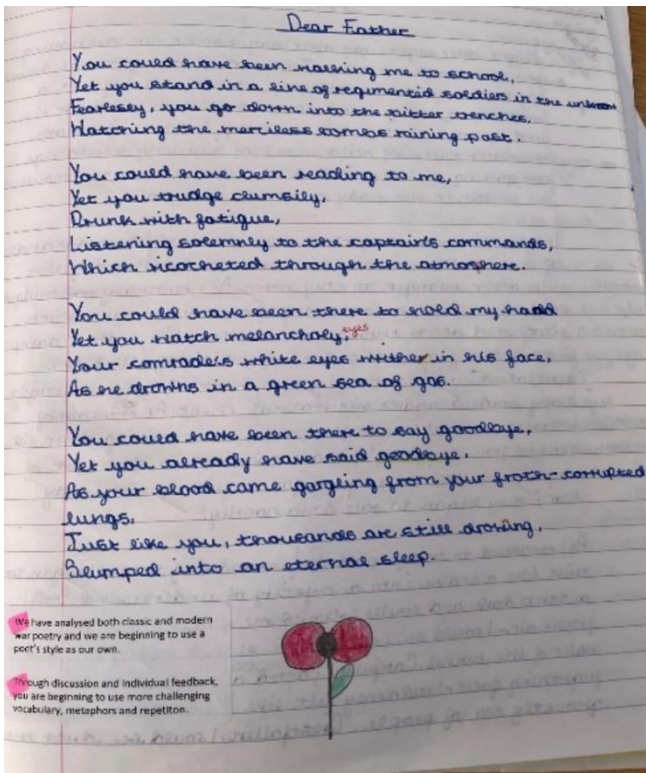 Dear Father
You could have been walking me to school,
Yet you stand in a line of regimented soldiers in the unknown
Fearlessy, you go down into the bitter trenches,
Watching the merciless bombs raining past.
You could have been reading to me,
Yet you trudge clumsily,
Drunk with fatigue,
Listening solemnly to the captain's commands,
Which ricocheted through the atmosphere.
You could have been there to hold my hand
Yet you watch melancholy, eyes
Your comrade's white eyes writher in his face,
As he drowns in a green sea of gas.
You could have been there to say goodbye,
Yet you already have said goodbye.
As your blood came gargling from your froth-corrupted
lungs,
Just like you, thousands are still drowing,
Slumped into an eternal sleep.
We have analysed both classic and modern
war poetry and we are beginning to use a
poet's style as our own.
Through discussion and individual feedback,
you are beginning to use more challenging
vocabulary, metaphors and repetiton.